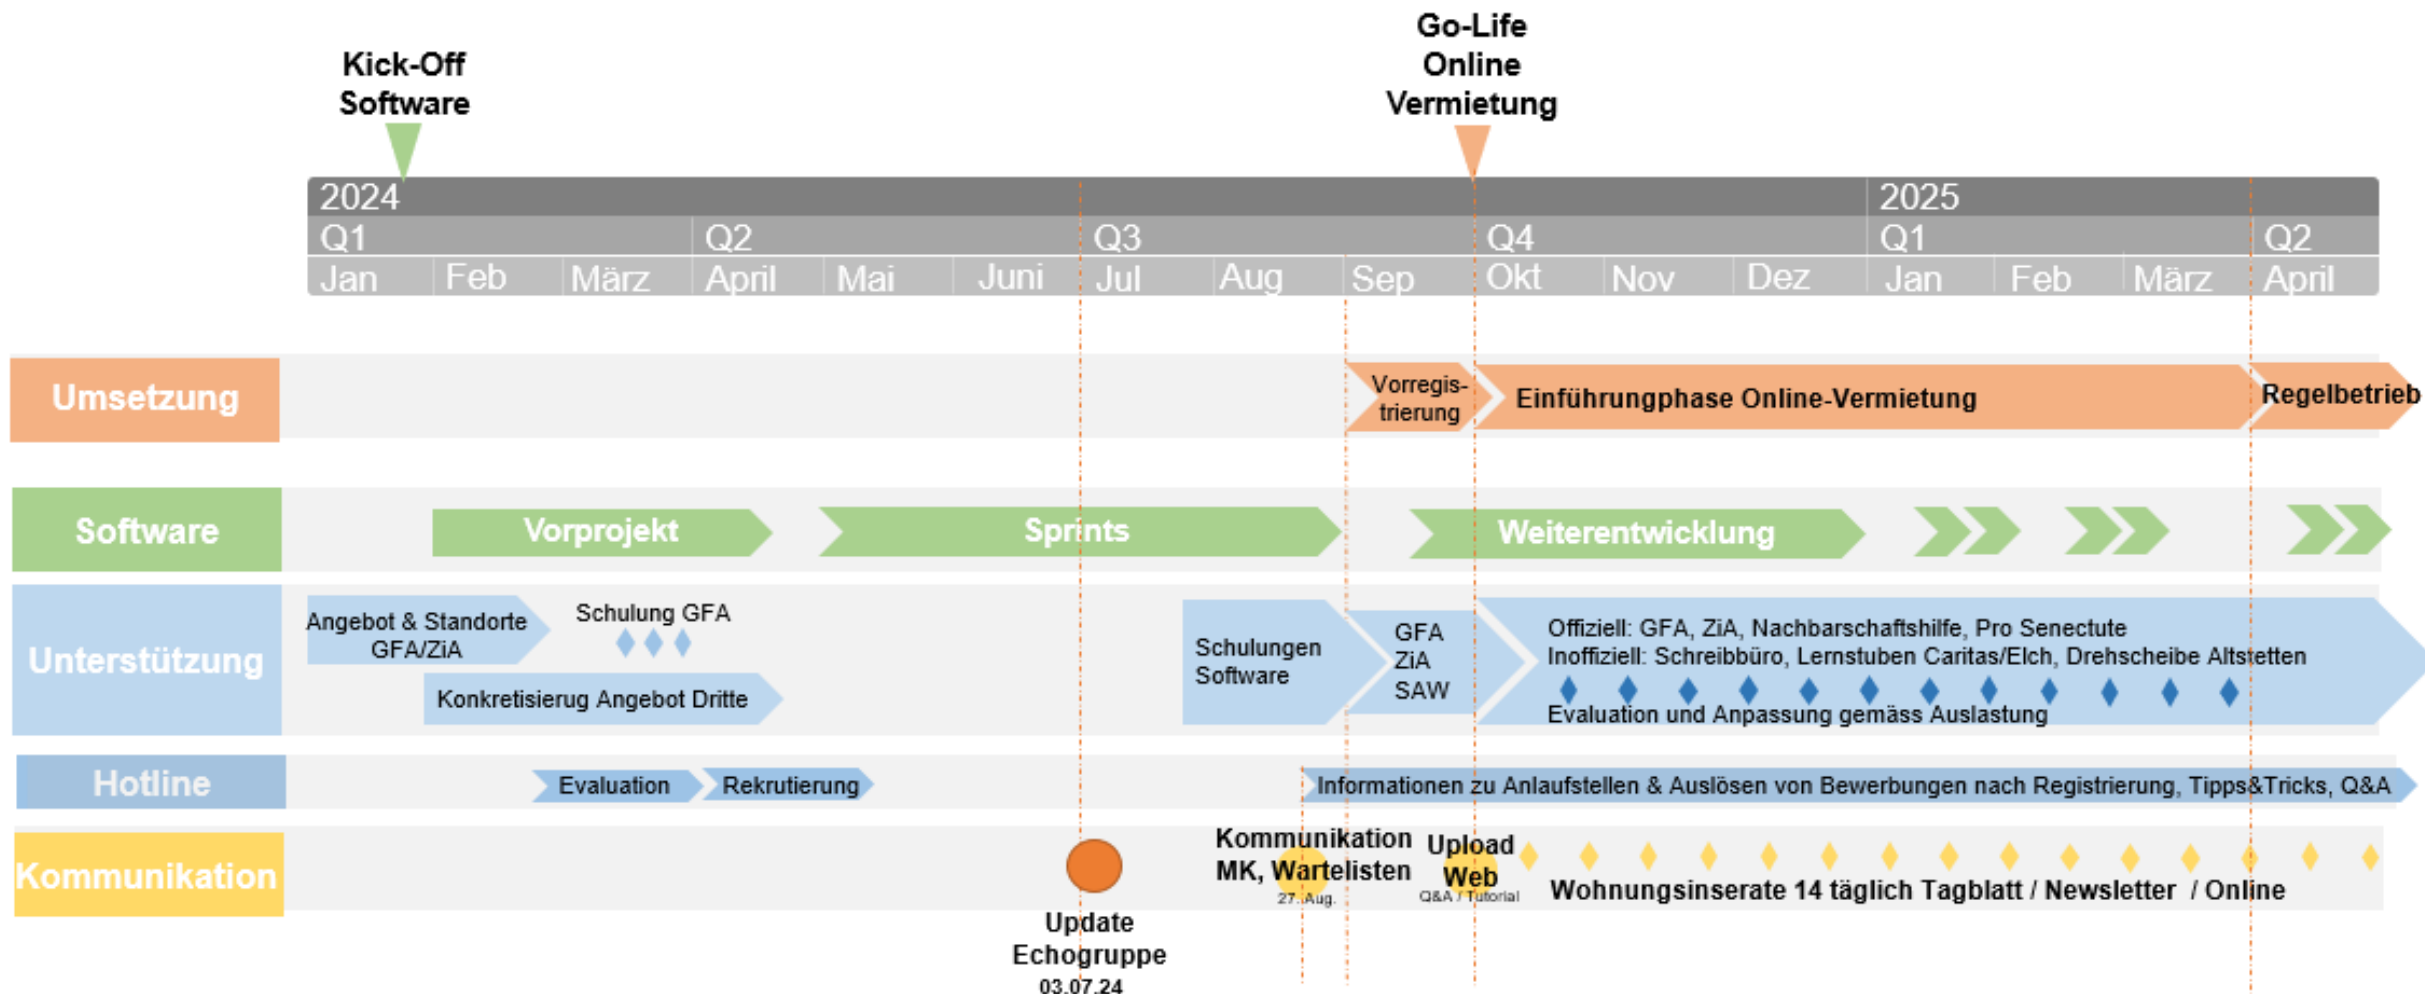 Kick-Off
Software
Go-Life
Online
Vermietung
2024
2025
Q1
Q2
Q3
Q4
Q1
Q2
Jan
Feb
März
April
Mai
Juni
Jul
Aug
Sep
Okt
Nov
Dez
Jan
Feb
März
April
Umsetzung
Vorregis-
trierung
Einführungphase Online-Vermietung
Regelbetrieb
Software
Vorprojekt
Sprints
Weiterentwicklung
Unterstützung
Angebot & Standorte
GFA/ZiA
Schulung GFA
Konkretisierug Angebot Dritte
Schulungen
Software
GFA
ZiA
SAW
Offiziell: GFA, ZiA, Nachbarschaftshilfe, Pro Senectute
Inoffiziell: Schreibbüro, Lernstuben Caritas/Elch, Drehscheibe Altstetten
Evaluation und Anpassung gemäss Auslastung
Hotline
Evaluation
Rekrutierung
Informationen zu Anlaufstellen & Auslösen von Bewerbungen nach Registrierung, Tipps&Tricks, Q&A
Kommunikation
Update
Echogruppe
03.07.24
Kommunikation
MK, Wartelisten
27. Aug.
Upload
Web
Q&A / Tutorial
Wohnungsinserate 14 täglich Tagblatt / Newsletter / Online